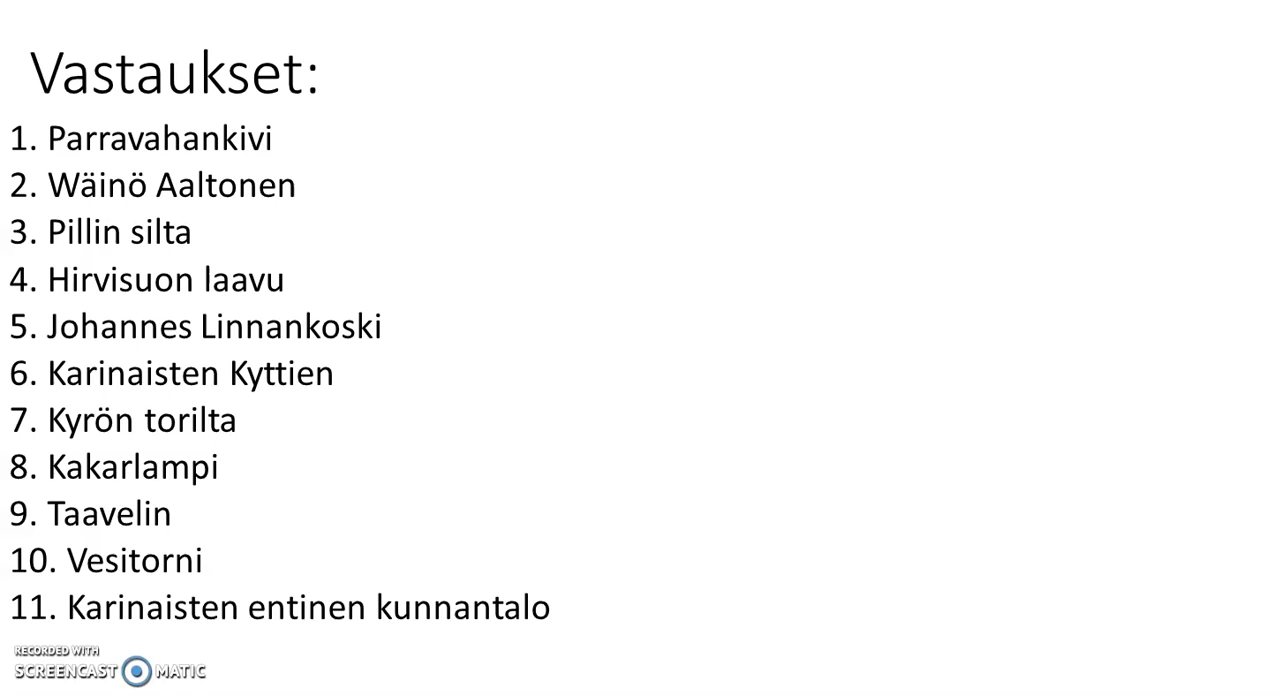 Vastaukset:
1. Parravahankivi
2. Wäinö Aaltonen
3. Pillin silta
4. Hirvisuon laavu
5. Johannes Linnankoski
6. Karinaisten Kyttien
7. Kyrön torilta
8. Kakarlampi
9. Taavelin
10. Vesitorni
11. Karinaisten entinen kunnantalo
RECORDED WITH
SCREENCAST MATIC